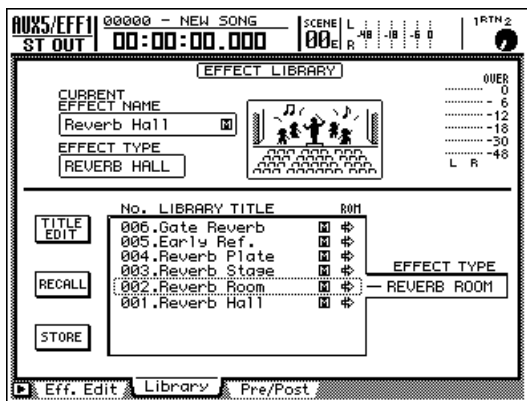 AUX5/EFF1 00000 - NEW SONG SCENE L -48 -18 -6 0 1RTN2
ST OUT 00:00:00.000 00E R
EFFECT LIBRARY
CURRENT
EFFECT NAME
Reverb Hall M
EFFECT TYPE
REVERB HALL
OVER
0
- 6
-12
-18
-30
-48
L R
No. LIBRARY TITLE ROM
006.Gate Reverb M
005.Early Ref. M
004.Reverb Plate M
003.Reverb Stage M
002.Reverb Room M
001.Reverb Hall M
TITLE
EDIT
RECALL
STORE
EFFECT TYPE
REVERB ROOM
Eff. Edit Library Pre/Post